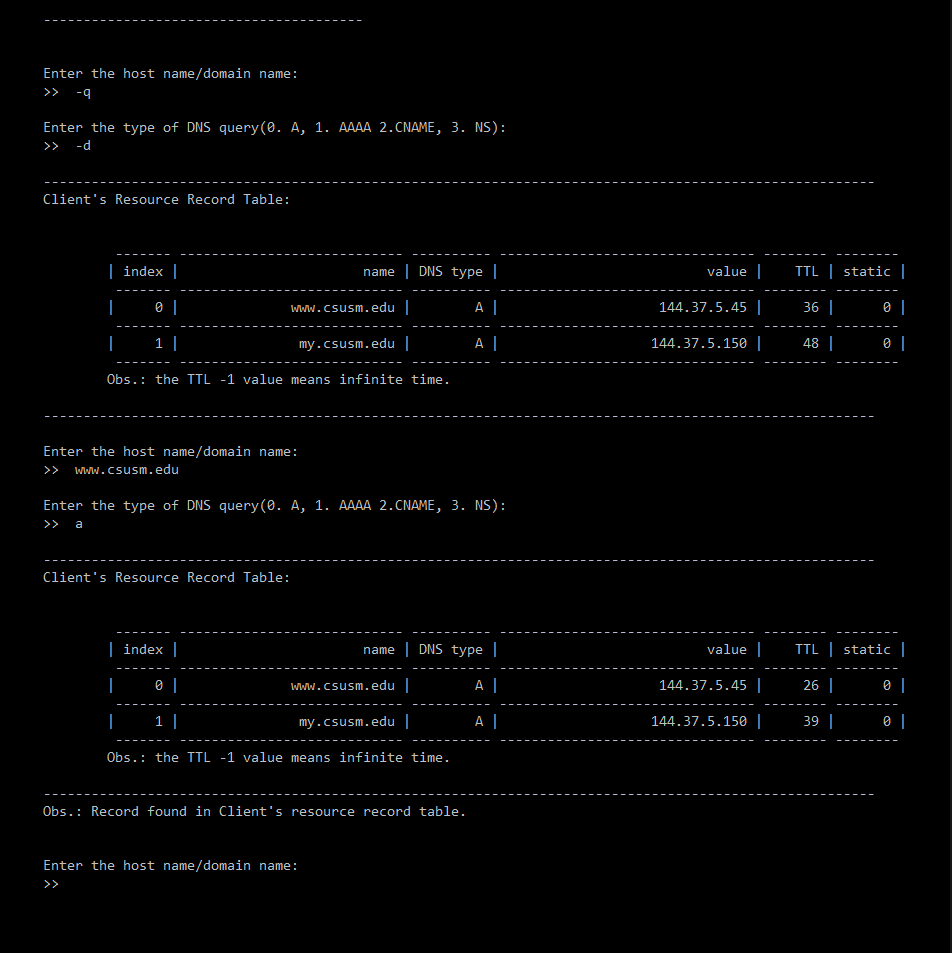 ----------------------------------------
Enter the host name/domain name:
>>  -q
Enter the type of DNS query(0. A, 1. AAAA 2.CNAME, 3. NS):
>>  -d
--------------------------------------------------------------------------------------------------------
Client's Resource Record Table:
 ------- ---------------------------- ---------- -------------------------------- -------- --------
| index |                       name | DNS type |                          value |    TTL | static |
 ------- ---------------------------- ---------- -------------------------------- -------- --------
|     0 |              www.csusm.edu |        A |                    144.37.5.45 |     36 |      0 |
 ------- ---------------------------- ---------- -------------------------------- -------- --------
|     1 |               my.csusm.edu |        A |                   144.37.5.150 |     48 |      0 |
 ------- ---------------------------- ---------- -------------------------------- -------- --------
Obs.: the TTL -1 value means infinite time.
--------------------------------------------------------------------------------------------------------
Enter the host name/domain name:
>>  www.csusm.edu
Enter the type of DNS query(0. A, 1. AAAA 2.CNAME, 3. NS):
>>  a
--------------------------------------------------------------------------------------------------------
Client's Resource Record Table:
 ------- ---------------------------- ---------- -------------------------------- -------- --------
| index |                       name | DNS type |                          value |    TTL | static |
 ------- ---------------------------- ---------- -------------------------------- -------- --------
|     0 |              www.csusm.edu |        A |                    144.37.5.45 |     26 |      0 |
 ------- ---------------------------- ---------- -------------------------------- -------- --------
|     1 |               my.csusm.edu |        A |                   144.37.5.150 |     39 |      0 |
 ------- ---------------------------- ---------- -------------------------------- -------- --------
Obs.: the TTL -1 value means infinite time.
--------------------------------------------------------------------------------------------------------
Obs.: Record found in Client's resource record table.
Enter the host name/domain name:
>>